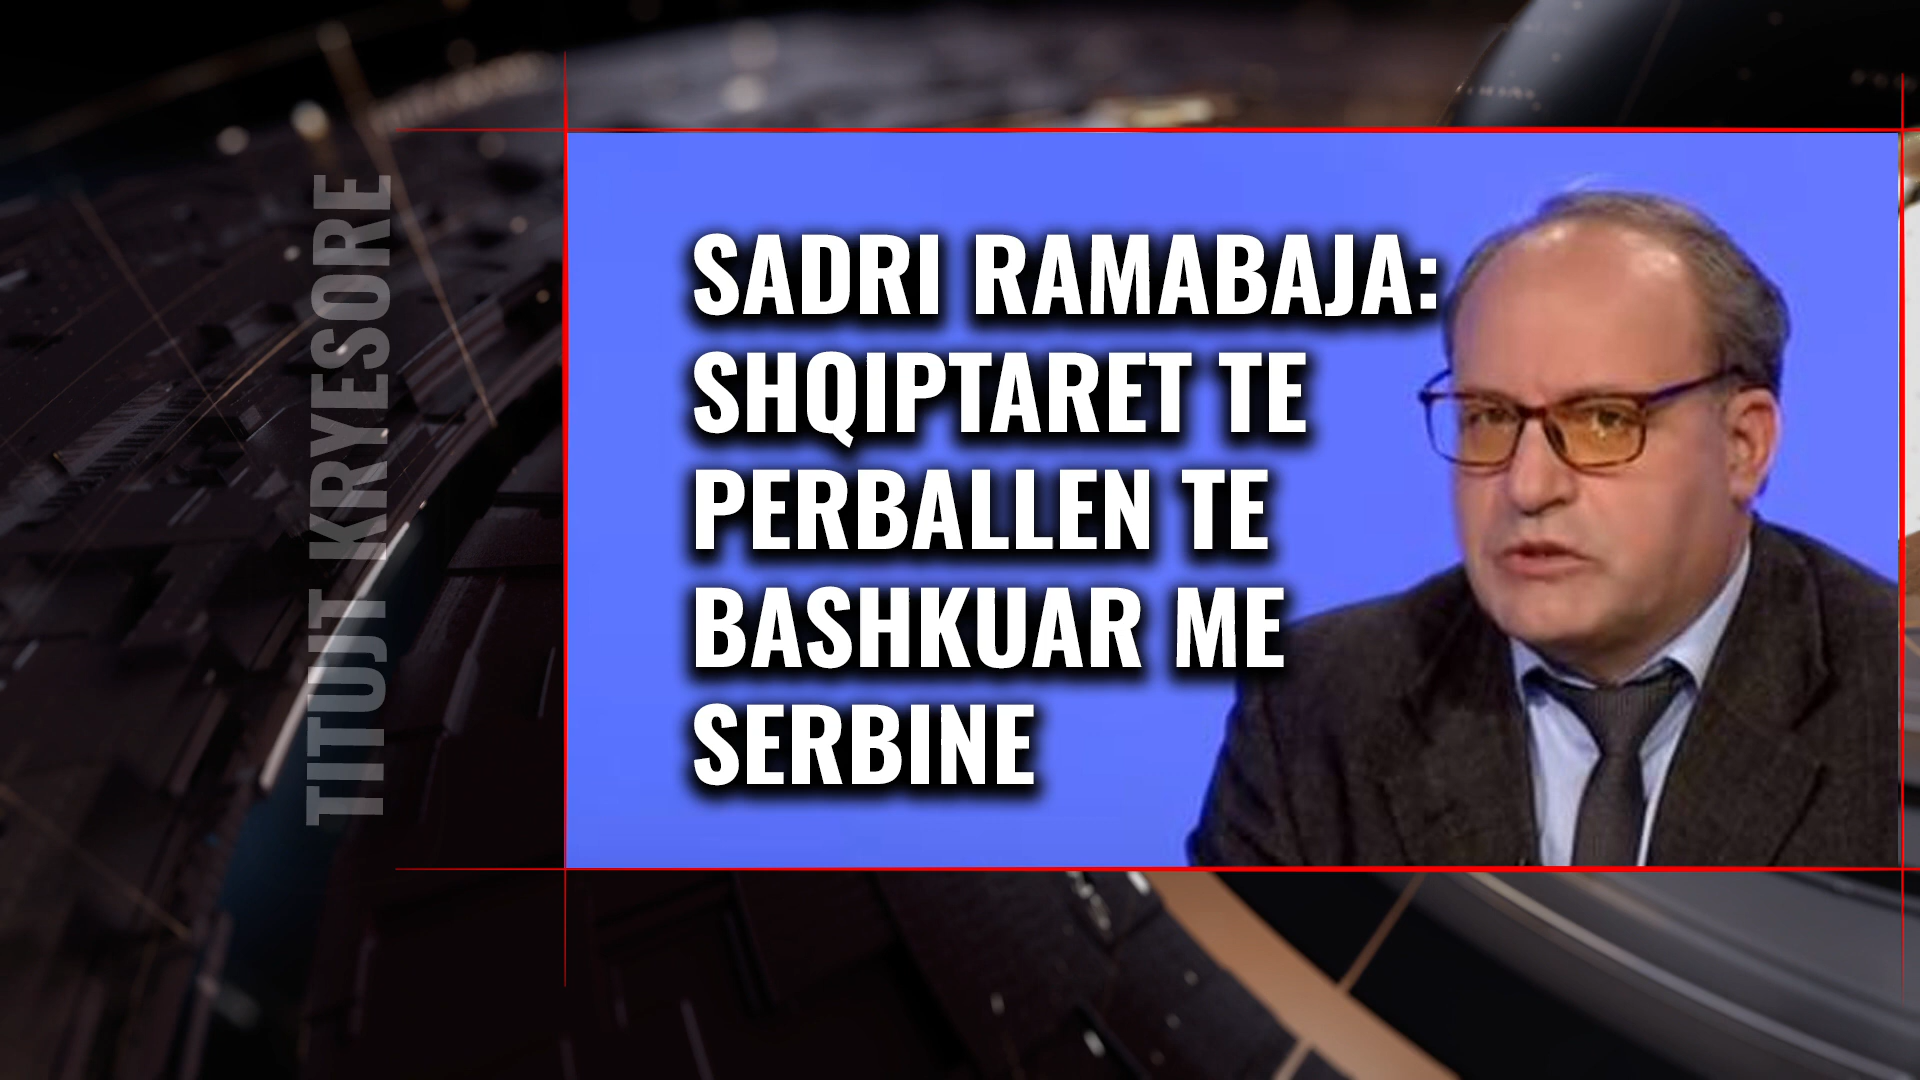 TITUJT KRYESORE
SADRI RAMABAJA:
SHQIPTARET TE
PERBALLEN TE
BASHKUAR ME
SERBINE